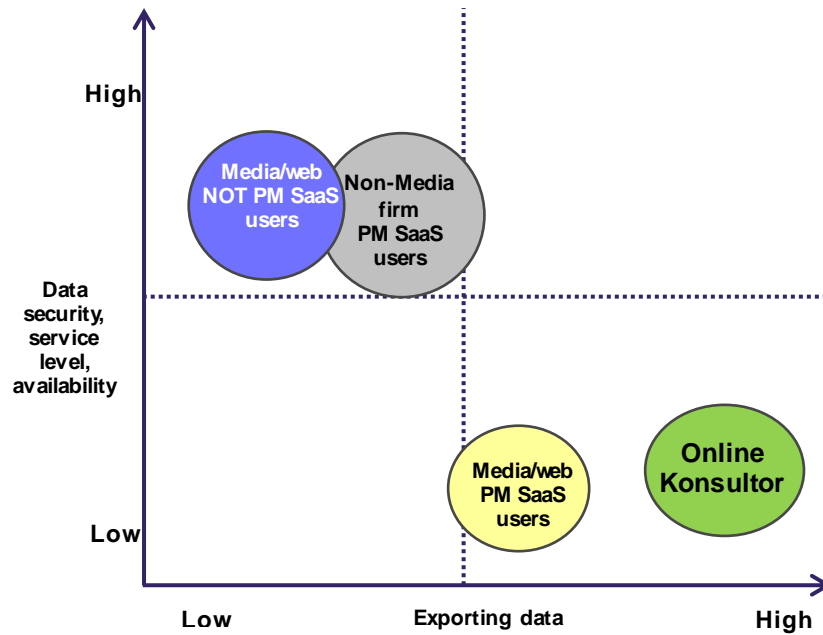 High
Media/web
NOT PM SaaS
users
Non-Media
firm
PM SaaS
users
Data
security,
service
level,
availability
Online
Konsultor
Media/web
PM SaaS
users
Low
Low
Exporting data
High